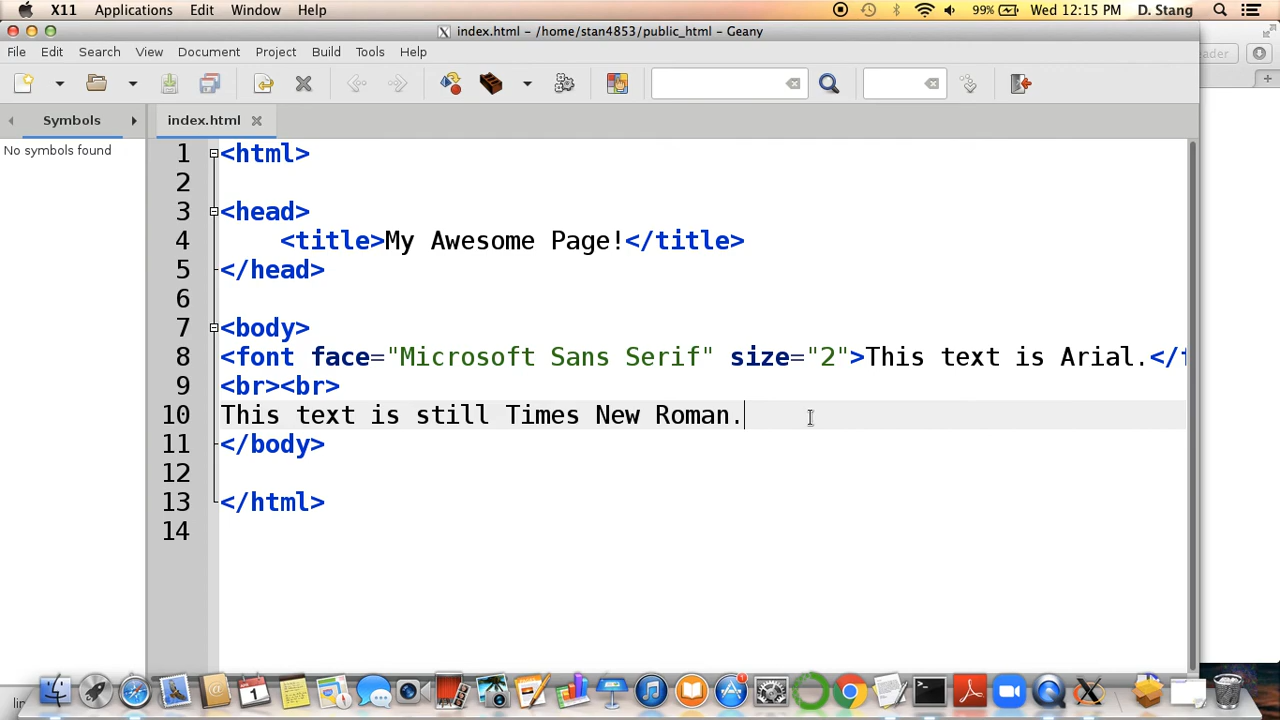 X11 Applications Edit Window Help 99% Wed 12:15 PM D. Stang
index.html – /home/stan4853/public_html – Geany
File Edit Search View Document Project Build Tools Help
Symbols index.html
No symbols found
1 <html>
2
3 <head>
4 <title>My Awesome Page!</title>
5 </head>
6
7 <body>
8 <font face="Microsoft Sans Serif" size="2">This text is Arial.</f
9 <br><br>
10 This text is still Times New Roman.
11 </body>
12
13 </html>
14